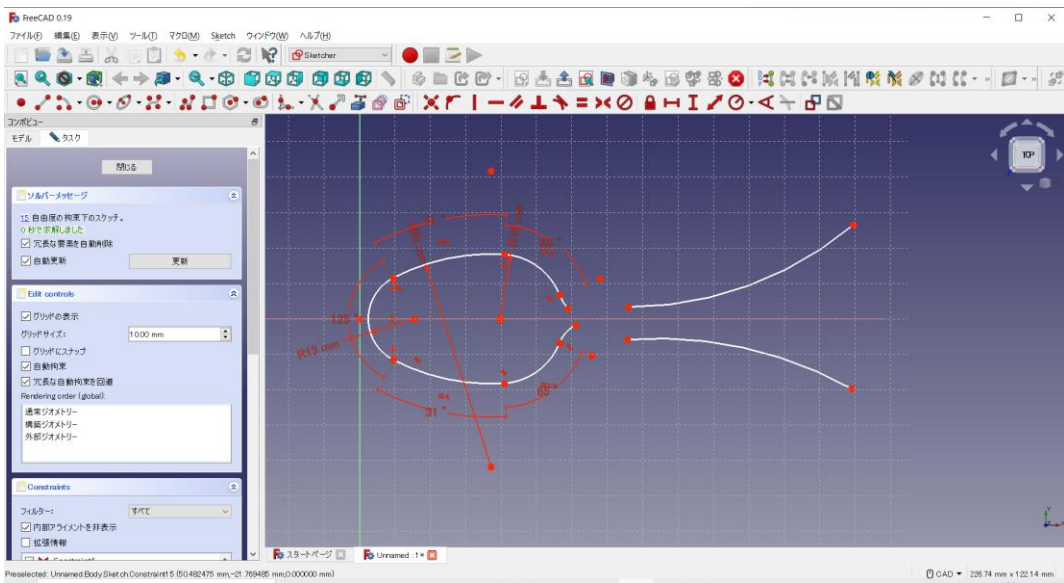 FreeCAD 0.19
ファイル(F) 編集(E) 表示(V) ツール(T) マクロ(M) Sketch ウィンドウ(W) ヘルプ(H)
Sketcher
コンボビュー
モデル タスク
閉じる
ソルバーメッセージ
15 自由度の拘束下のスケッチ。
0 秒で求解しました
冗長な要素を自動削除
自動更新 更新
Edit controls
グリッドの表示
グリッドサイズ: 10.00 mm
グリッドにスナップ
自動拘束
冗長な自動拘束を回避
Rendering order (global):
通常ジオメトリー
構築ジオメトリー
外部ジオメトリー
Constraints
フィルター: すべて
内部アライメントを非表示
拡張情報
TOP
125 °
R13 mm
31 °
スタートページ Unnamed : 1*
Preselected: Unnamed.Body.Sketch.Constraint15 (50.482475 mm,-21.769485 mm,0.000000 mm)
CAD 226.74 mm x 122.14 mm